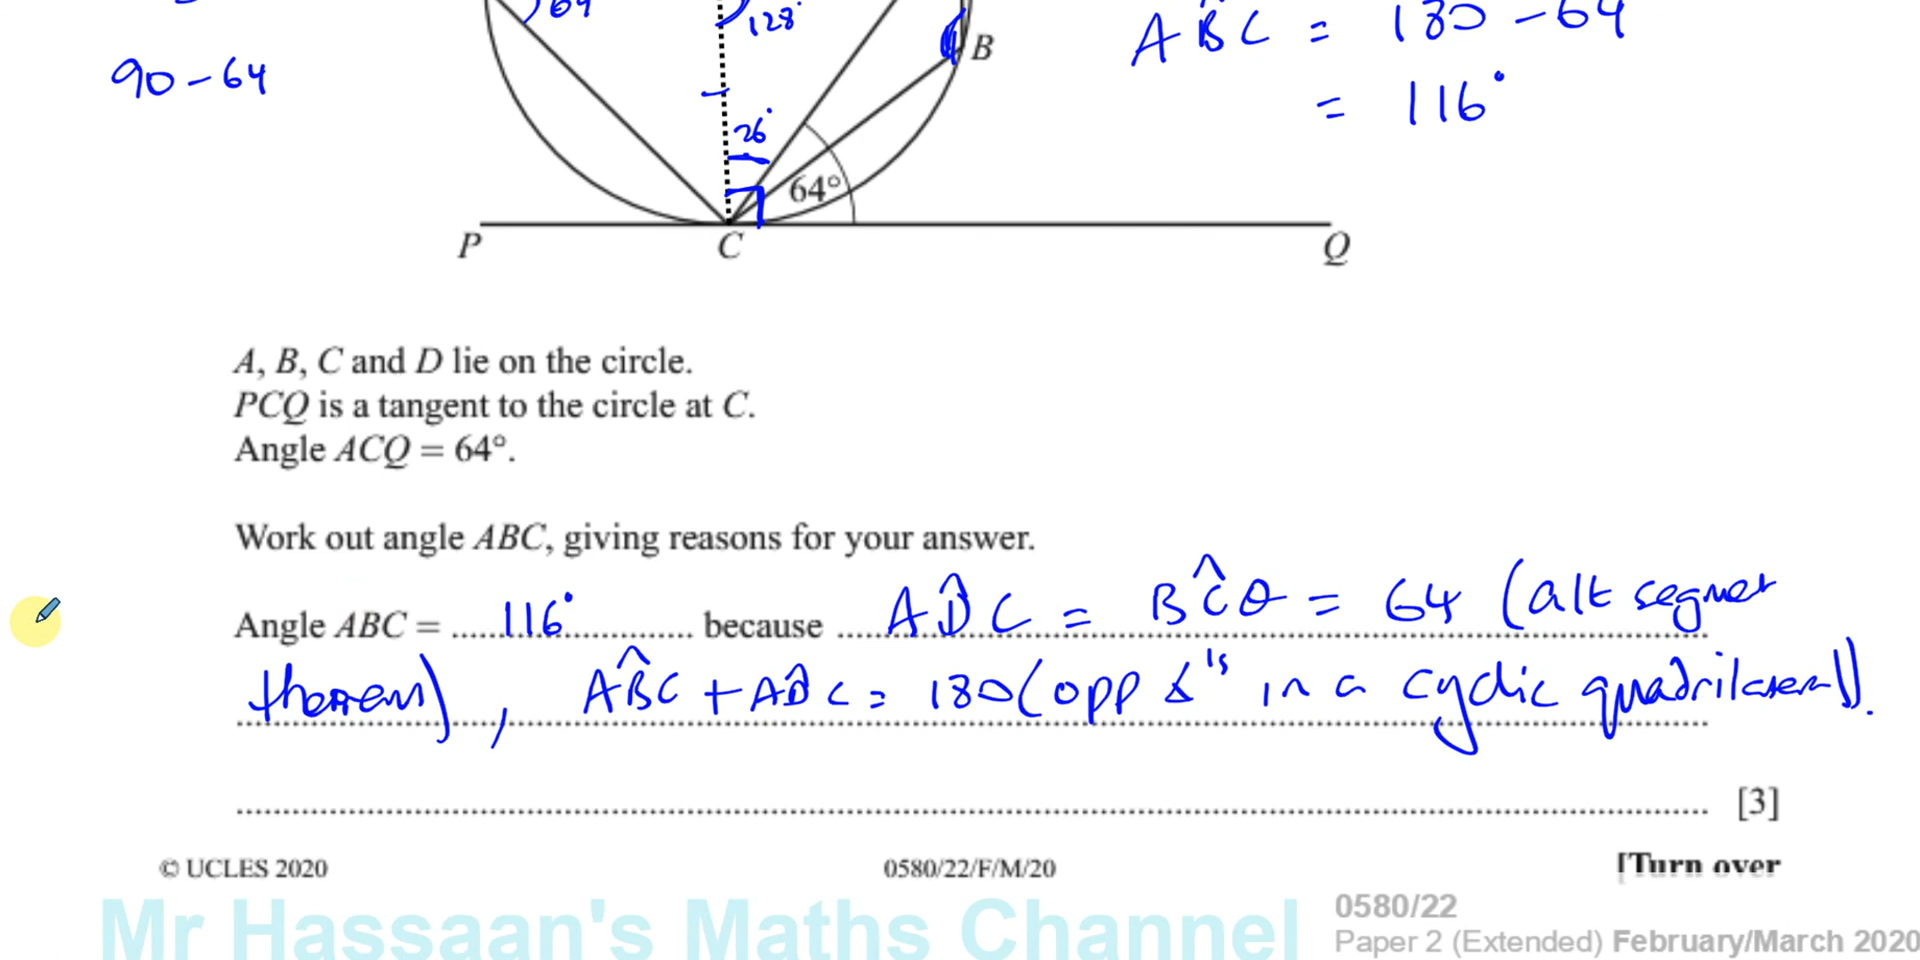 64
128°
AB̂C = 180 - 64
B
90 - 64
= 116°
26°
64°
P
C
Q
A, B, C and D lie on the circle.
PCQ is a tangent to the circle at C.
Angle ACQ = 64°.
Work out angle ABC, giving reasons for your answer.
Angle ABC = ......116°............... because .....AD̂C = BĈQ = 64 (alt segment
theorem), AB̂C + AD̂C = 180 (opp ∠'s in a cyclic quadrilateral).
[3]
© UCLES 2020
0580/22/F/M/20
[Turn over
Mr Hassaan's Maths Channel
0580/22
Paper 2 (Extended) February/March 2020